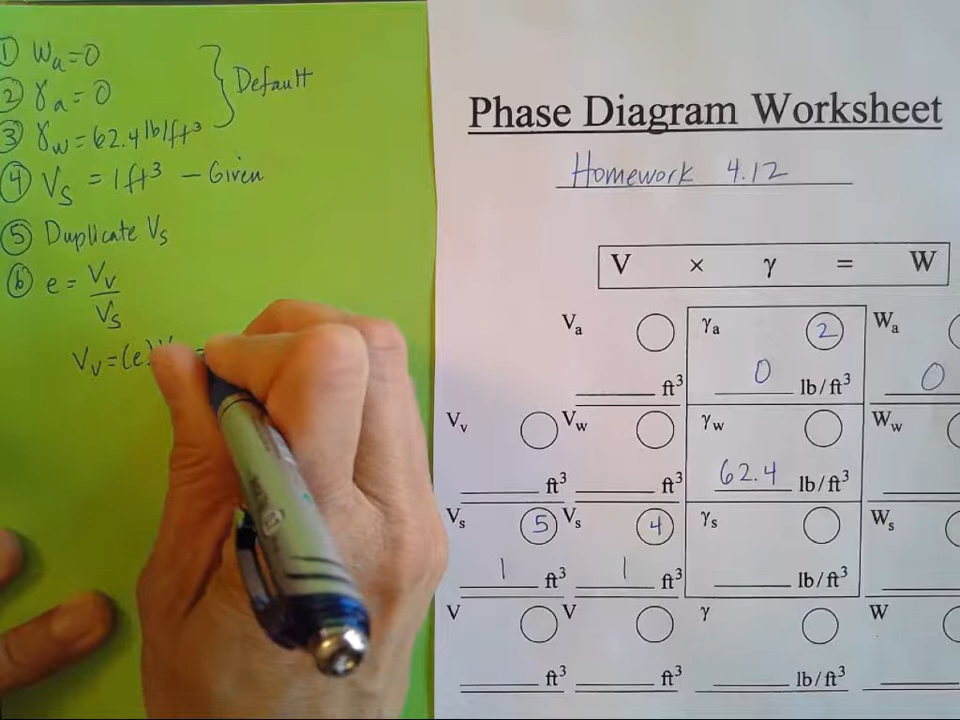 ① Wa = 0
② γa = 0
③ γw = 62.4 lb/ft³
} Default
④ Vs = 1 ft³ – Given
⑤ Duplicate Vs
⑥ e = Vv/Vs
Vv = (e)V =
Phase Diagram Worksheet
Homework 4.12
V × γ = W
Va ft³ γa ② 0 lb/ft³ Wa 0
Vv ft³ Vw ft³ γw 62.4 lb/ft³ Ww
Vs ⑤ 1 ft³ Vs ④ 1 ft³ γs lb/ft³ Ws
V ft³ V ft³ γ lb/ft³ W